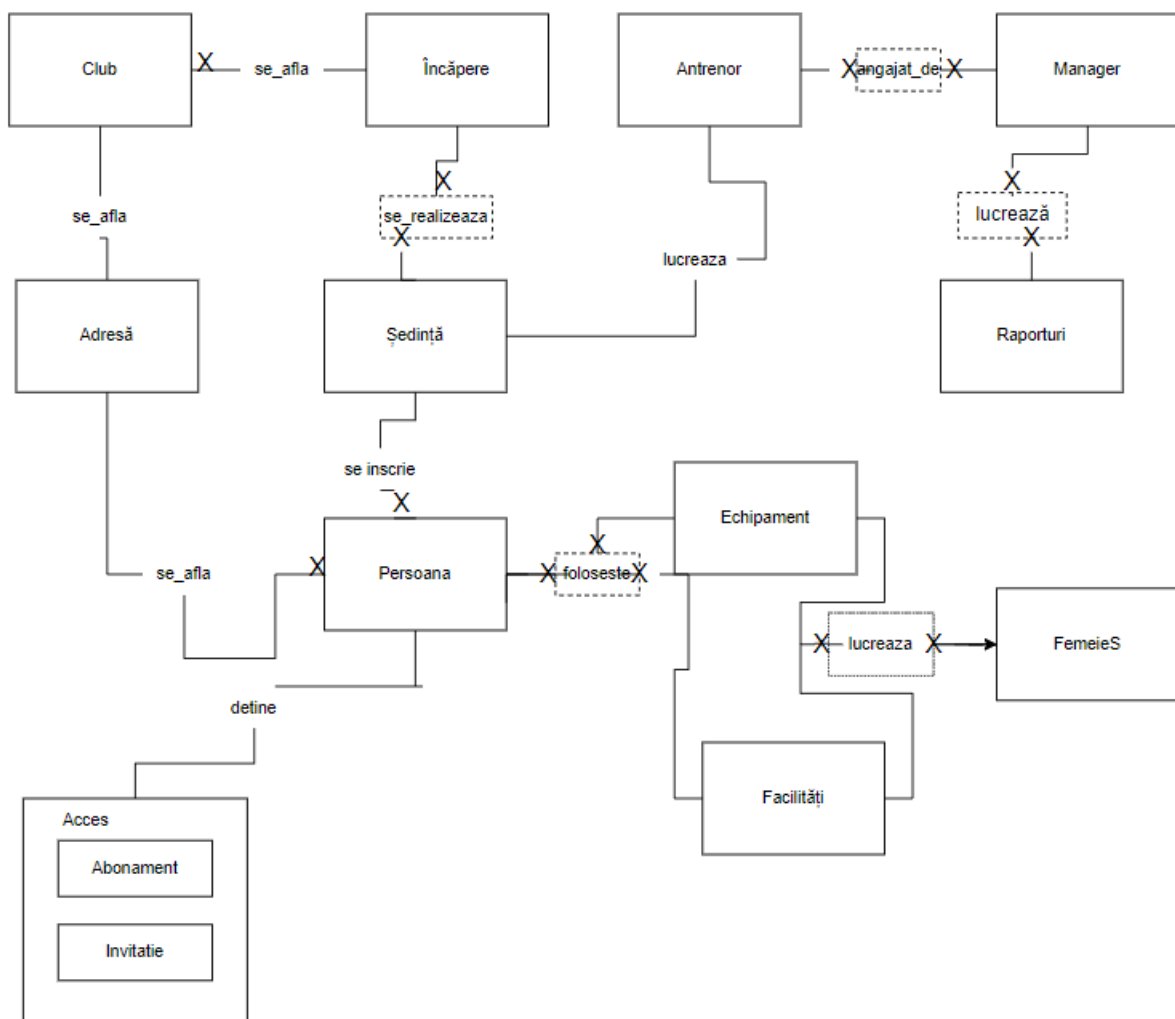 Club
se_afla
Încăpere
Antrenor
angajat_de
Manager
se_afla
se_realizeaza
lucrează
lucreaza
Adresă
Ședință
Raporturi
se inscrie
Echipament
se_afla
Persoana
foloseste
lucreaza
FemeieS
detine
Facilități
Acces
Abonament
Invitatie